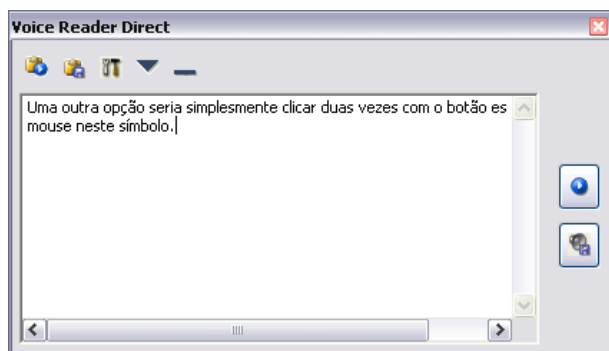 Voice Reader Direct
Uma outra opção seria simplesmente clicar duas vezes com o botão es
mouse neste símbolo.